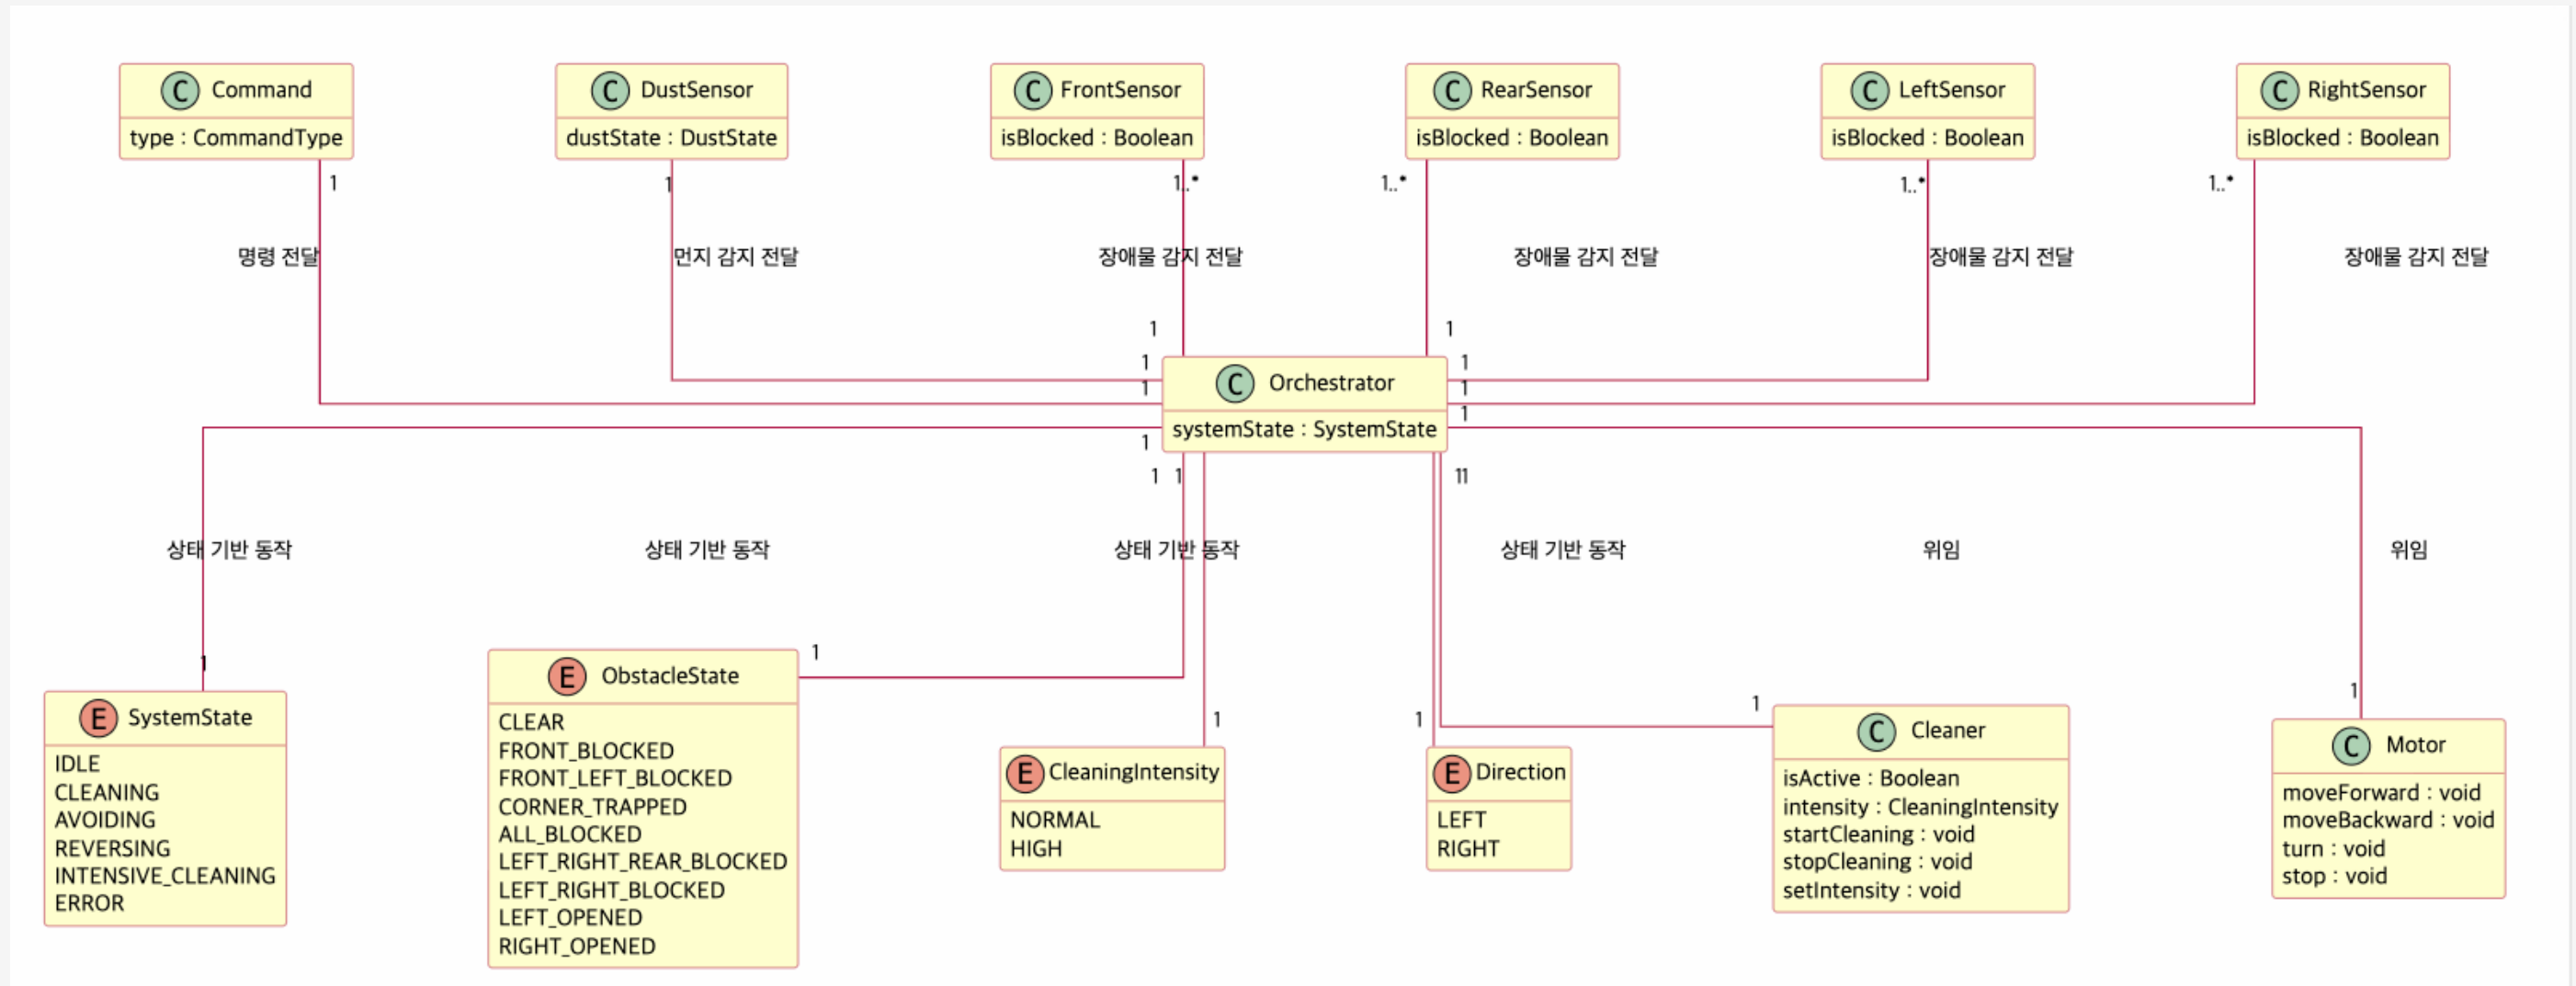 C Command
type : CommandType
C DustSensor
dustState : DustState
C FrontSensor
isBlocked : Boolean
C RearSensor
isBlocked : Boolean
C LeftSensor
isBlocked : Boolean
C RightSensor
isBlocked : Boolean
1
1
1..*
1..*
1..*
1..*
명령 전달
먼지 감지 전달
장애물 감지 전달
장애물 감지 전달
장애물 감지 전달
장애물 감지 전달
1
1
1
1
1
1
C Orchestrator
systemState : SystemState
1
1
1
1
11
상태 기반 동작
상태 기반 동작
상태 기반 동작
상태 기반 동작
위임
위임
1
1
1
1
1
1
E SystemState
IDLE
CLEANING
AVOIDING
REVERSING
INTENSIVE_CLEANING
ERROR
E ObstacleState
CLEAR
FRONT_BLOCKED
FRONT_LEFT_BLOCKED
CORNER_TRAPPED
ALL_BLOCKED
LEFT_RIGHT_REAR_BLOCKED
LEFT_RIGHT_BLOCKED
LEFT_OPENED
RIGHT_OPENED
E CleaningIntensity
NORMAL
HIGH
E Direction
LEFT
RIGHT
C Cleaner
isActive : Boolean
intensity : CleaningIntensity
startCleaning : void
stopCleaning : void
setIntensity : void
C Motor
moveForward : void
moveBackward : void
turn : void
stop : void